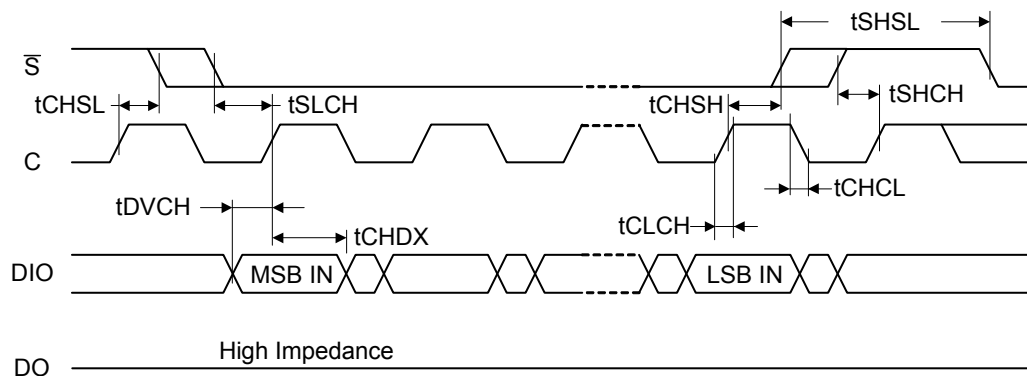 tSHSL
S̅
tCHSL
tSLCH
tCHSH
tSHCH
C
tDVCH
tCHCL
tCHDX
tCLCH
DIO
MSB IN
LSB IN
High Impedance
DO